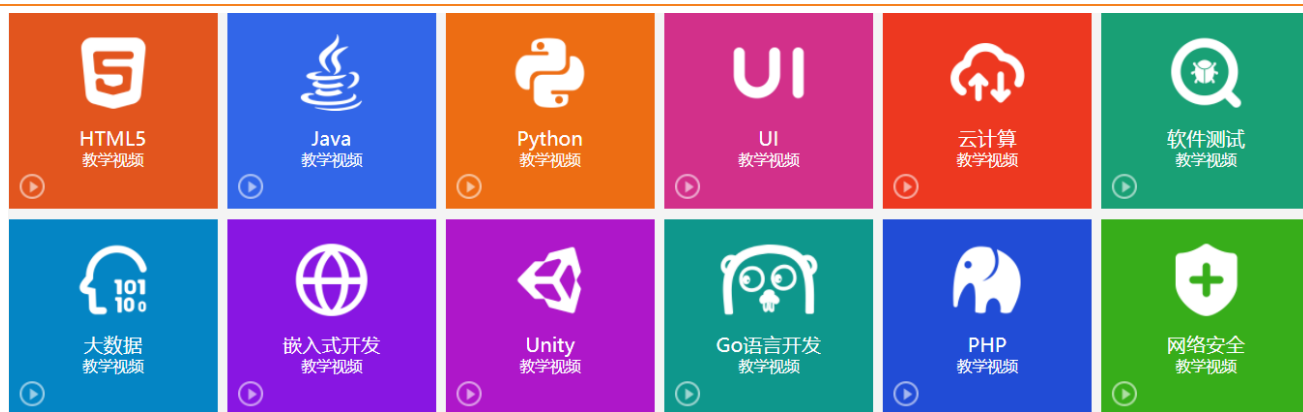 HTML5
教学视频
Java
教学视频
Python
教学视频
UI
UI
教学视频
云计算
教学视频
软件测试
教学视频
101
100
大数据
教学视频
嵌入式开发
教学视频
Unity
教学视频
Go语言开发
教学视频
PHP
教学视频
网络安全
教学视频